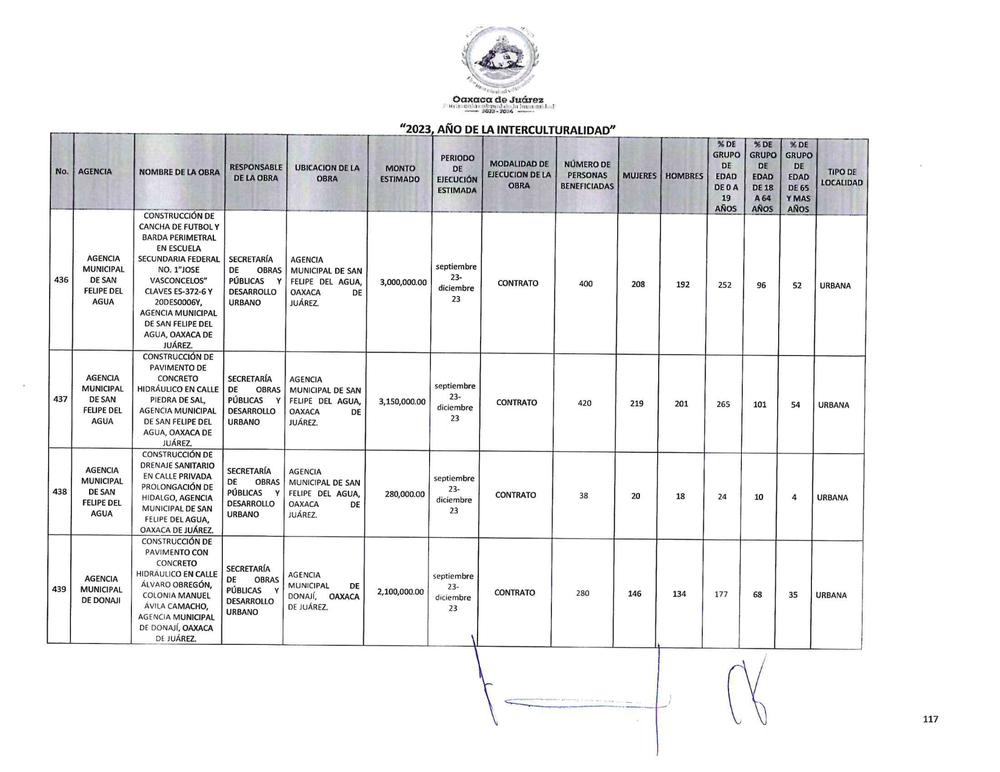 Oaxaca de Juárez
2022-2024
“2023, AÑO DE LA INTERCULTURALIDAD”
No. AGENCIA NOMBRE DE LA OBRA RESPONSABLE DE LA OBRA UBICACION DE LA OBRA MONTO ESTIMADO PERIODO DE EJECUCIÓN ESTIMADA MODALIDAD DE EJECUCION DE LA OBRA NÚMERO DE PERSONAS BENEFICIADAS MUJERES HOMBRES % DE GRUPO DE EDAD DE 0 A 19 AÑOS % DE GRUPO DE EDAD DE 18 A 64 AÑOS % DE GRUPO DE EDAD DE 65 Y MAS AÑOS TIPO DE LOCALIDAD
436
AGENCIA
MUNICIPAL
DE SAN
FELIPE DEL
AGUA
CONSTRUCCIÓN DE
CANCHA DE FUTBOL Y
BARDA PERIMETRAL
EN ESCUELA
SECUNDARIA FEDERAL
NO. 1"JOSE
VASCONCELOS"
CLAVES ES-372-6 Y
20DES0006Y,
AGENCIA MUNICIPAL
DE SAN FELIPE DEL
AGUA, OAXACA DE
JUÁREZ.
SECRETARÍA
DE OBRAS
PÚBLICAS Y
DESARROLLO
URBANO
AGENCIA
MUNICIPAL DE SAN
FELIPE DEL AGUA,
OAXACA DE
JUÁREZ.
3,000,000.00
septiembre
23-
diciembre
23
CONTRATO
400
208
192
252
96
52
URBANA
437
AGENCIA
MUNICIPAL
DE SAN
FELIPE DEL
AGUA
CONSTRUCCIÓN DE
PAVIMENTO DE
CONCRETO
HIDRÁULICO EN CALLE
PIEDRA DE SAL,
AGENCIA MUNICIPAL
DE SAN FELIPE DEL
AGUA, OAXACA DE
JUÁREZ.
SECRETARÍA
DE OBRAS
PÚBLICAS Y
DESARROLLO
URBANO
AGENCIA
MUNICIPAL DE SAN
FELIPE DEL AGUA,
OAXACA DE
JUÁREZ.
3,150,000.00
septiembre
23-
diciembre
23
CONTRATO
420
219
201
265
101
54
URBANA
438
AGENCIA
MUNICIPAL
DE SAN
FELIPE DEL
AGUA
CONSTRUCCIÓN DE
DRENAJE SANITARIO
EN CALLE PRIVADA
PROLONGACIÓN DE
HIDALGO, AGENCIA
MUNICIPAL DE SAN
FELIPE DEL AGUA,
OAXACA DE JUÁREZ.
SECRETARÍA
DE OBRAS
PÚBLICAS Y
DESARROLLO
URBANO
AGENCIA
MUNICIPAL DE SAN
FELIPE DEL AGUA,
OAXACA DE
JUÁREZ.
280,000.00
septiembre
23-
diciembre
23
CONTRATO
38
20
18
24
10
4
URBANA
439
AGENCIA
MUNICIPAL
DE DONAJI
CONSTRUCCIÓN DE
PAVIMENTO CON
CONCRETO
HIDRÁULICO EN CALLE
ÁLVARO OBREGÓN,
COLONIA MANUEL
ÁVILA CAMACHO,
AGENCIA MUNICIPAL
DE DONAJÍ, OAXACA
DE JUÁREZ.
SECRETARÍA
DE OBRAS
PÚBLICAS Y
DESARROLLO
URBANO
AGENCIA
MUNICIPAL DE
DONAJÍ, OAXACA
DE JUÁREZ.
2,100,000.00
septiembre
23-
diciembre
23
CONTRATO
280
146
134
177
68
35
URBANA
117